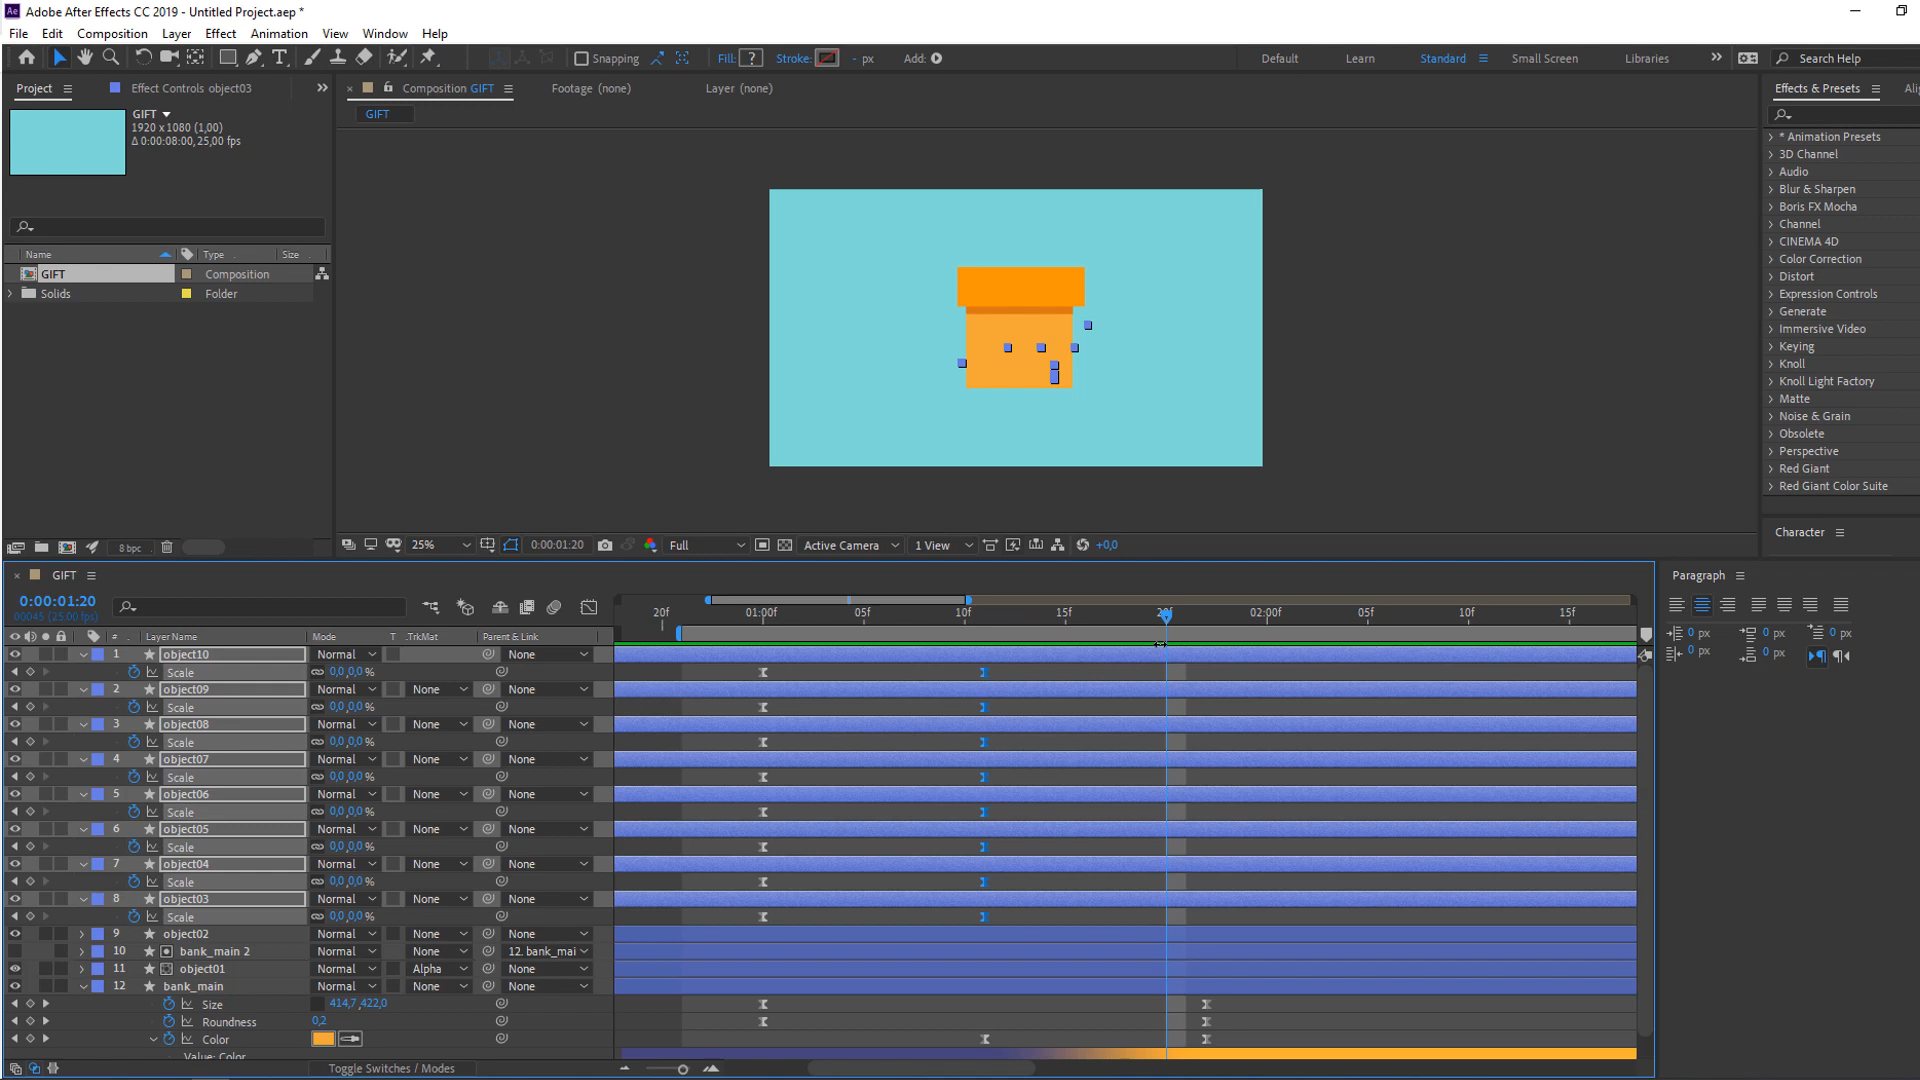 Ae Adobe After Effects CC 2019 - Untitled Project.aep *
File Edit Composition Layer Effect Animation View Window Help
Snapping Fill: ? Stroke: - px Add: Default Learn Standard Small Screen Libraries Search Help
Project Effect Controls object03
Composition GIFT Footage (none) Layer (none)
Effects & Presets
GIFT
1920 x 1080 (1,00)
Δ 0:00:08:00, 25,00 fps
GIFT
Name Type Size
GIFT Composition
Solids Folder
* Animation Presets
3D Channel
Audio
Blur & Sharpen
Boris FX Mocha
Channel
CINEMA 4D
Color Correction
Distort
Expression Controls
Generate
Immersive Video
Keying
Knoll
Knoll Light Factory
Matte
Noise & Grain
Obsolete
Perspective
Red Giant
Red Giant Color Suite
Character
8 bpc
25% 0:00:01:20 Full Active Camera 1 View +0,0
GIFT
Paragraph
0:00:01:20
00045 (25.00 fps)
20f 01:00f 05f 10f 15f 20f 02:00f 05f 10f 15f
0 px 0 px 0 px
0 px 0 px
# Layer Name Mode T .TrkMat Parent & Link
1 object10 Normal None
Scale 0,0,0,0 %
2 object09 Normal None None
Scale 0,0,0,0 %
3 object08 Normal None None
Scale 0,0,0,0 %
4 object07 Normal None None
Scale 0,0,0,0 %
5 object06 Normal None None
Scale 0,0,0,0 %
6 object05 Normal None None
Scale 0,0,0,0 %
7 object04 Normal None None
Scale 0,0,0,0 %
8 object03 Normal None None
Scale 0,0,0,0 %
9 object02 Normal None None
10 bank_main 2 Normal None 12. bank_mai
11 object01 Normal Alpha None
12 bank_main Normal None None
Size 414,7,422,0
Roundness 0,2
Color
Value: Color
Toggle Switches / Modes